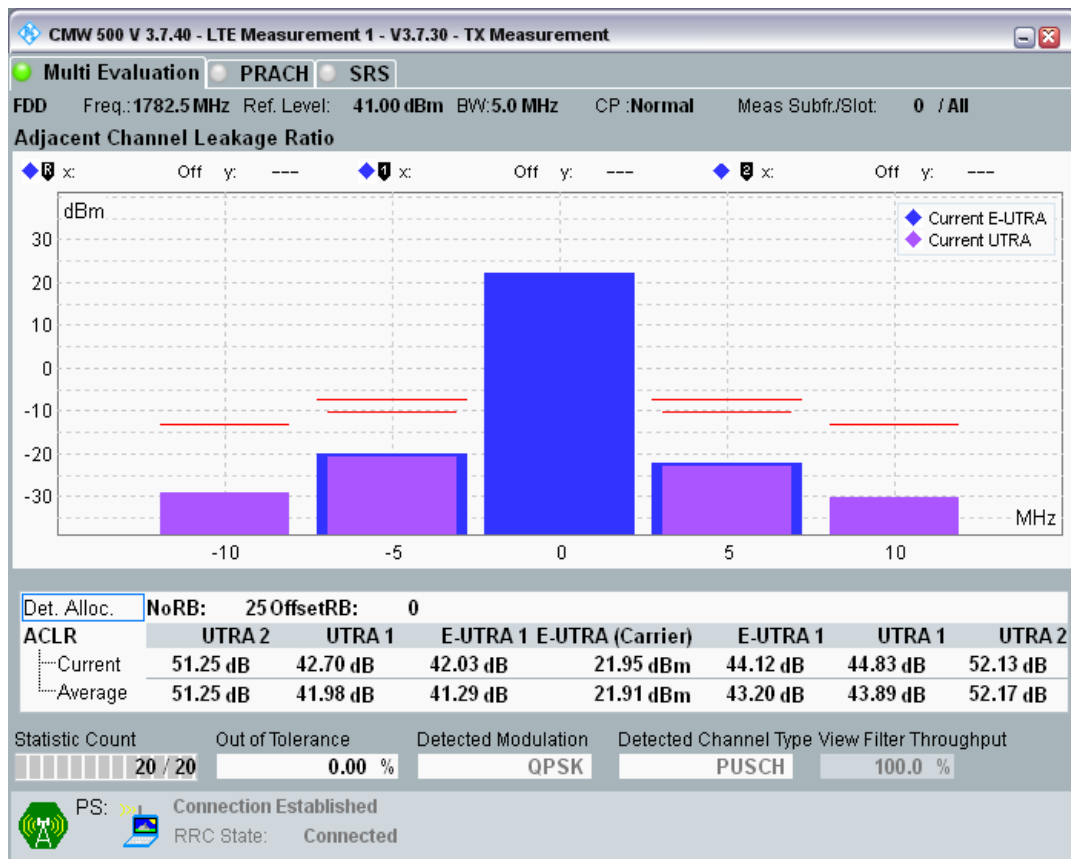 CMW 500 V 3.7.40 - LTE Measurement 1 - V3.7.30 - TX Measurement
Multi Evaluation PRACH SRS
FDD Freq.: 1782.5 MHz Ref. Level: 41.00 dBm BW: 5.0 MHz CP : Normal Meas Subfr./Slot: 0 / All
Adjacent Channel Leakage Ratio
R x: Off y: --- 1 x: Off y: --- 2 x: Off y: ---
dBm
Current E-UTRA
Current UTRA
30
20
10
0
-10
-20
-30
MHz
-10 -5 0 5 10
Det. Alloc. NoRB: 25 OffsetRB: 0
ACLR UTRA 2 UTRA 1 E-UTRA 1 E-UTRA (Carrier) E-UTRA 1 UTRA 1 UTRA 2
Current 51.25 dB 42.70 dB 42.03 dB 21.95 dBm 44.12 dB 44.83 dB 52.13 dB
Average 51.25 dB 41.98 dB 41.29 dB 21.91 dBm 43.20 dB 43.89 dB 52.17 dB
Statistic Count Out of Tolerance Detected Modulation Detected Channel Type View Filter Throughput
20 / 20 0.00 % QPSK PUSCH 100.0 %
PS: Connection Established
RRC State: Connected